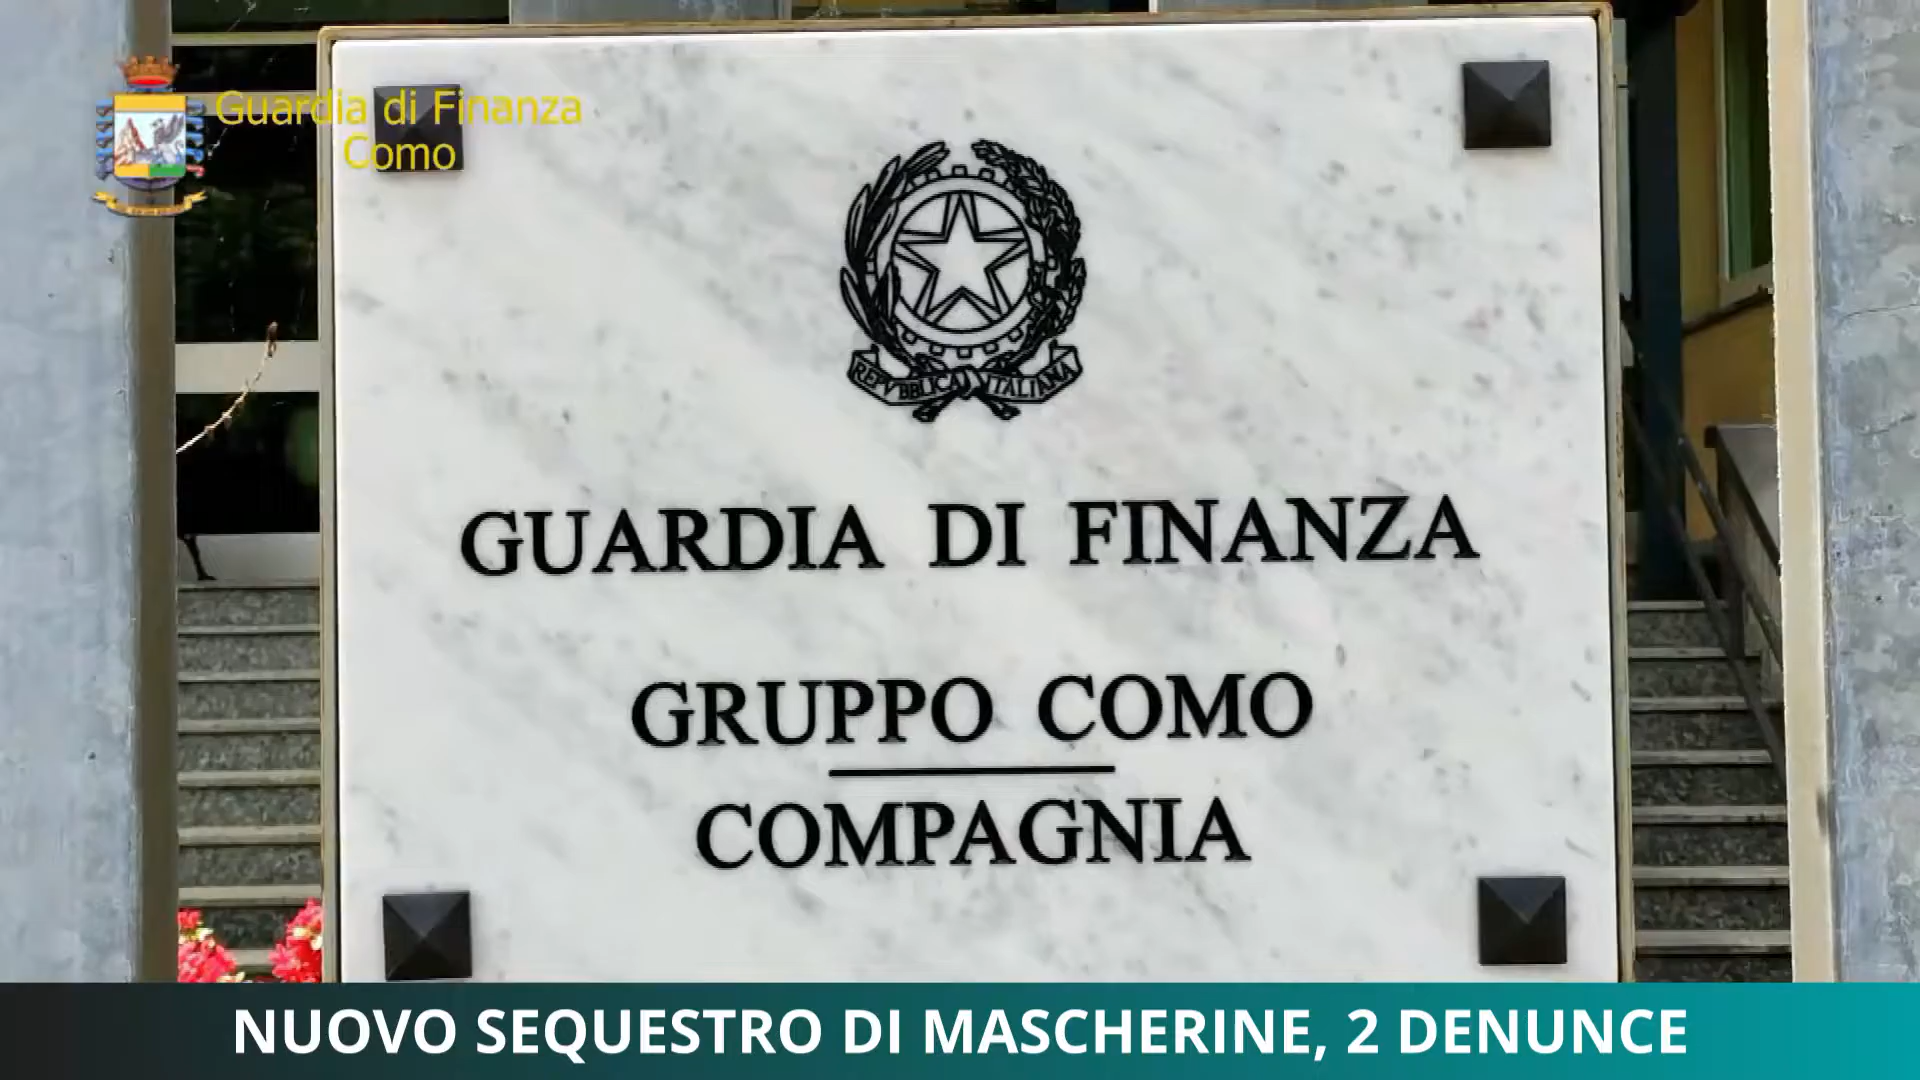 Guardia di Finanza
Como
REPVBBLICA ITALIANA
GUARDIA DI FINANZA
GRUPPO COMO
COMPAGNIA
NUOVO SEQUESTRO DI MASCHERINE, 2 DENUNCE